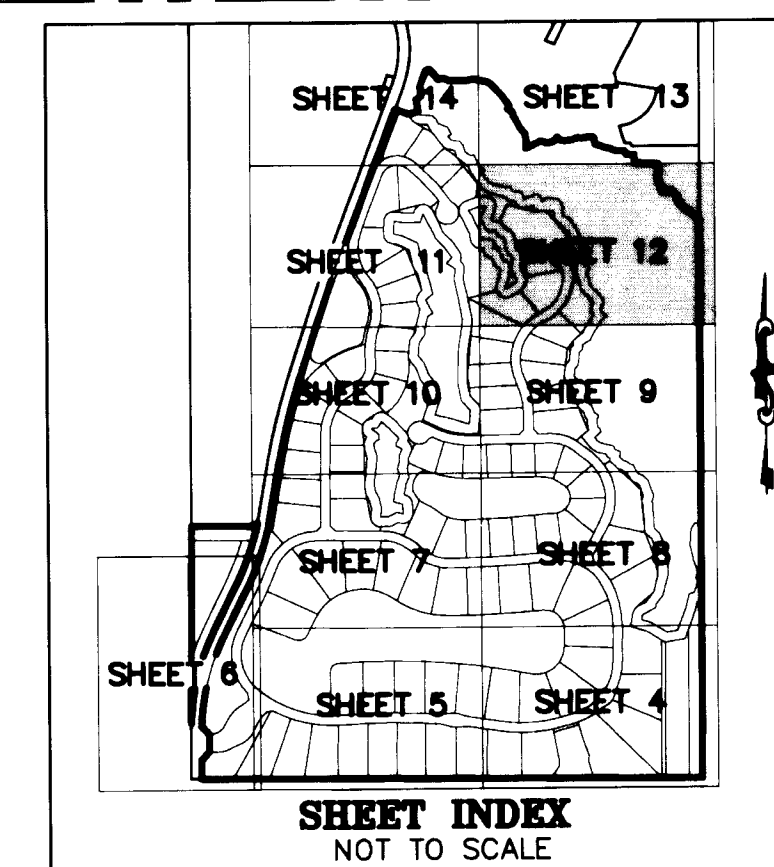 SHEET 14
SHEET 13
SHEET 11
SHEET 12
SHEET 10
SHEET 9
SHEET 7
SHEET 8
SHEET 6
SHEET 5
SHEET 4
SHEET INDEX
NOT TO SCALE